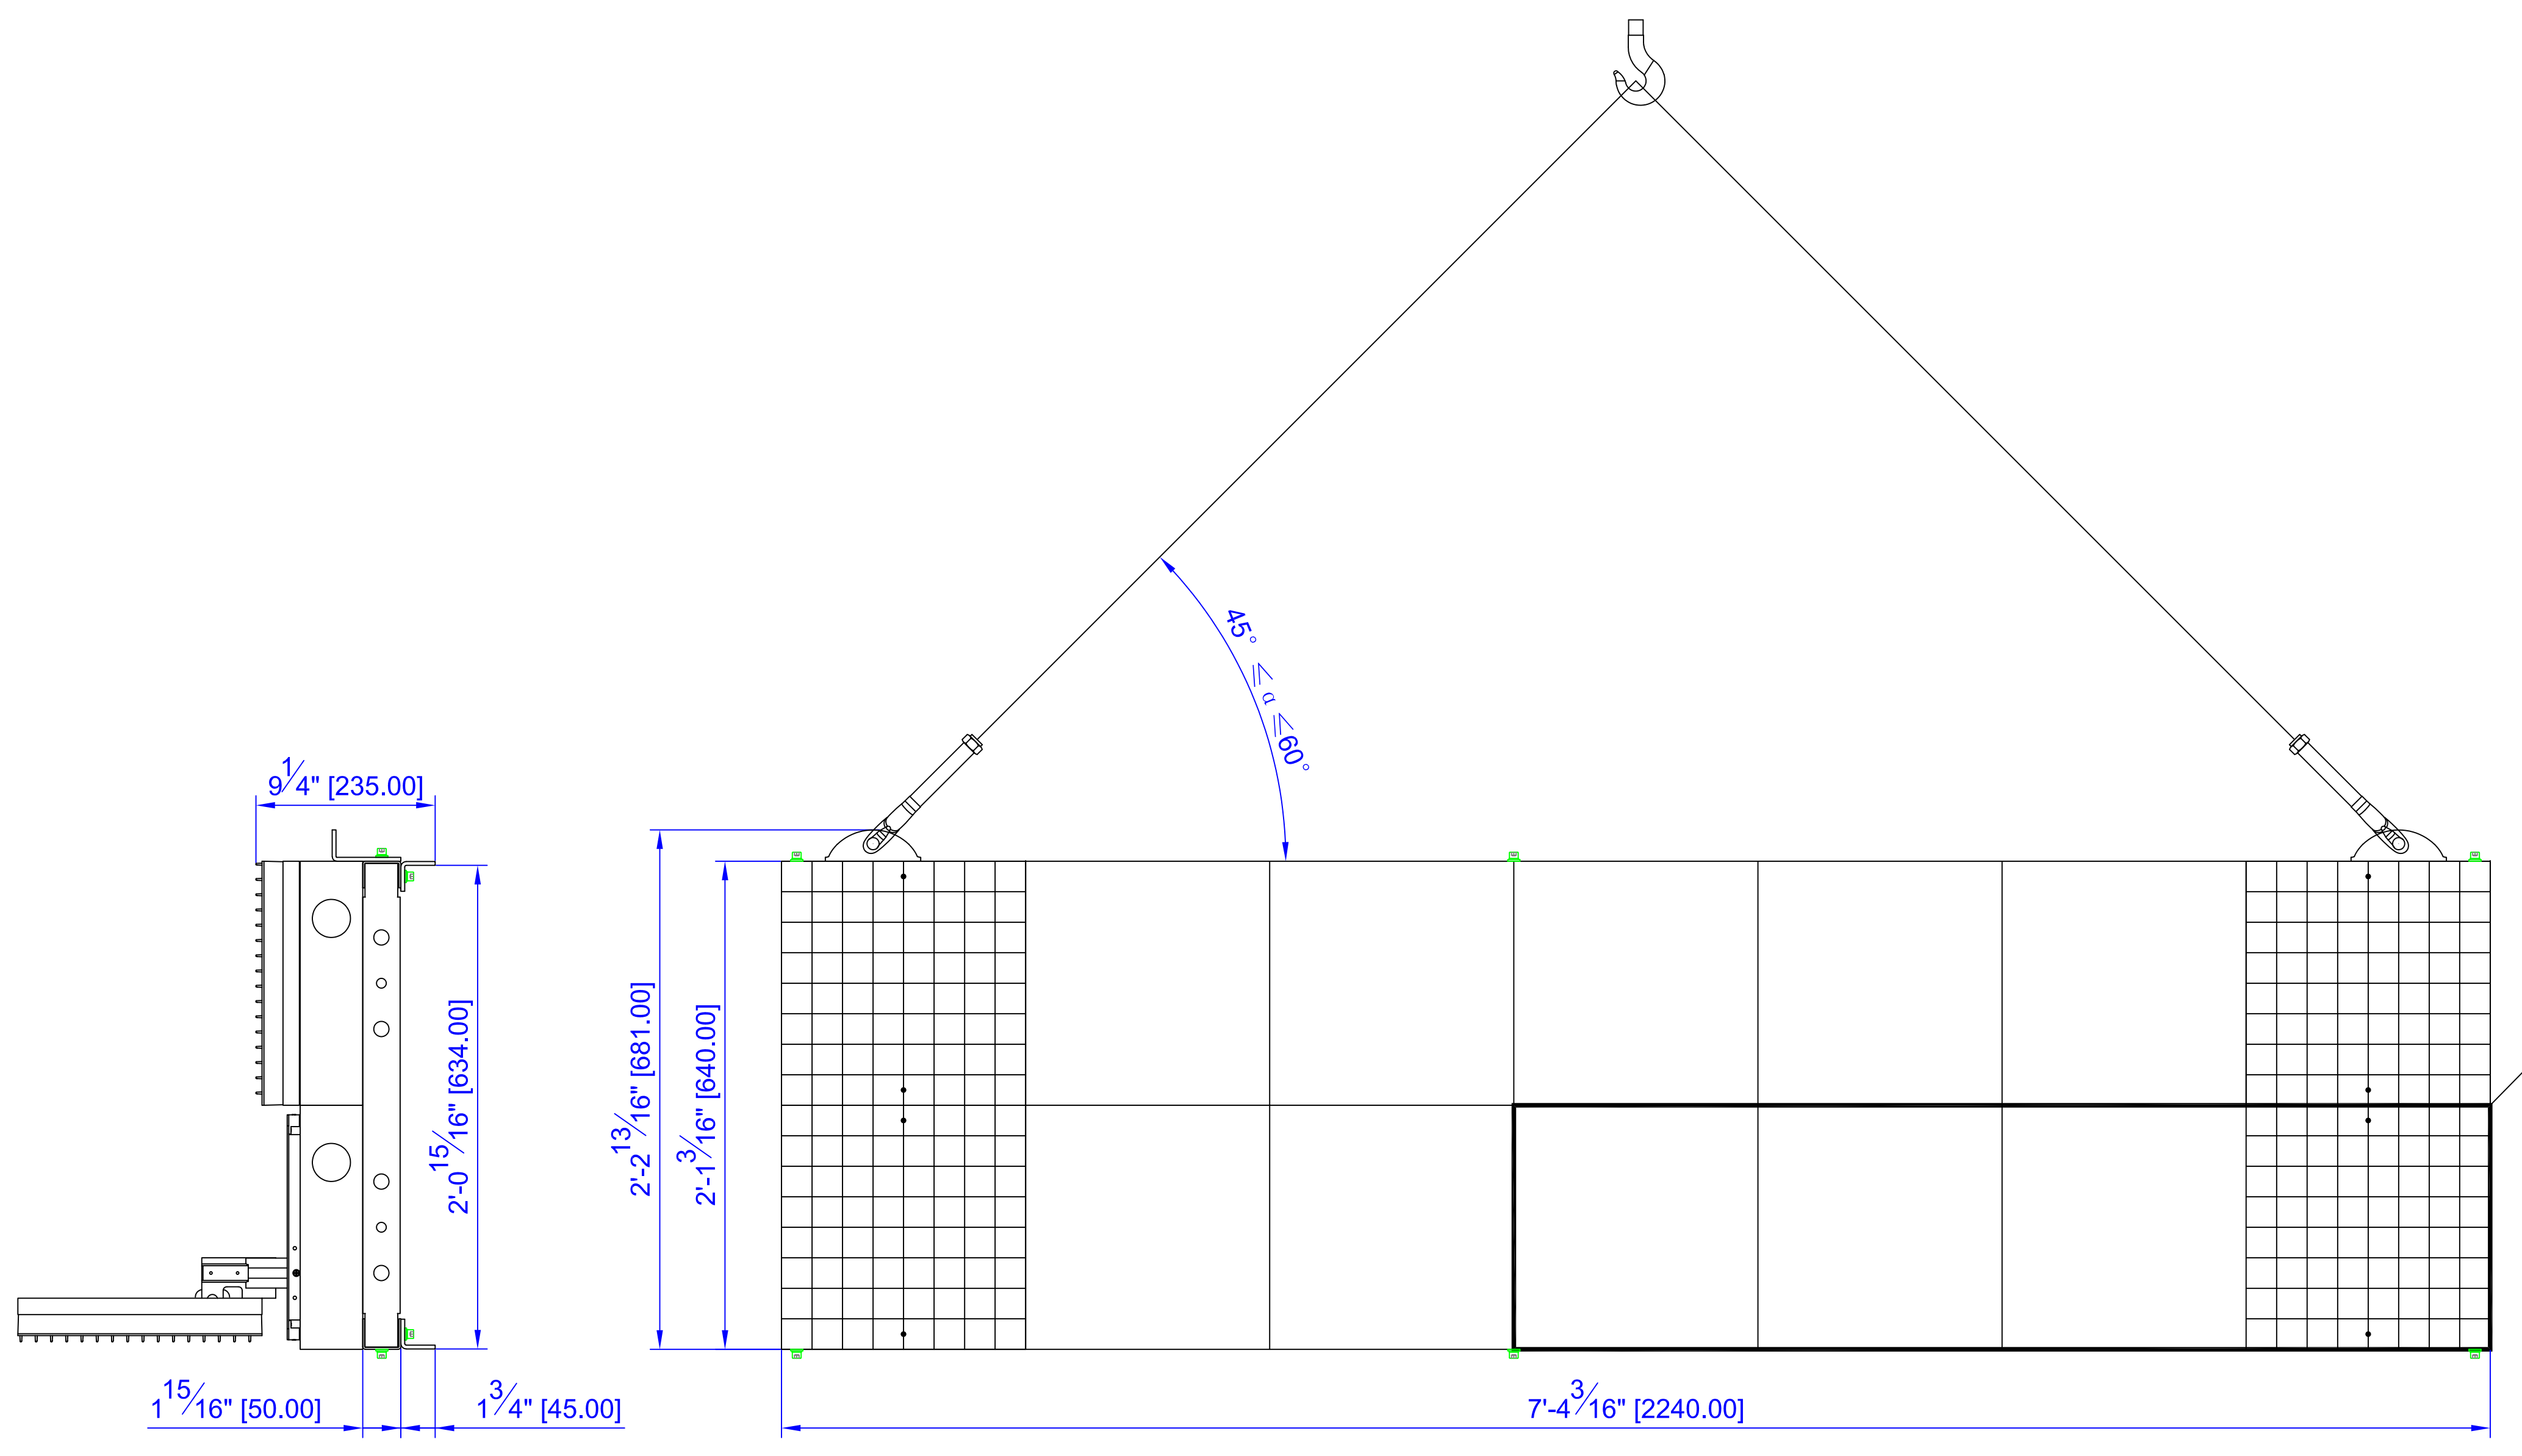 45° ≤ α ≤60°
9 1/4" [235.00]
2'-0 15/16" [634.00]
2'-2 13/16" [681.00]
2'-1 3/16" [640.00]
1 15/16" [50.00]
1 3/4" [45.00]
7'-4 3/16" [2240.00]